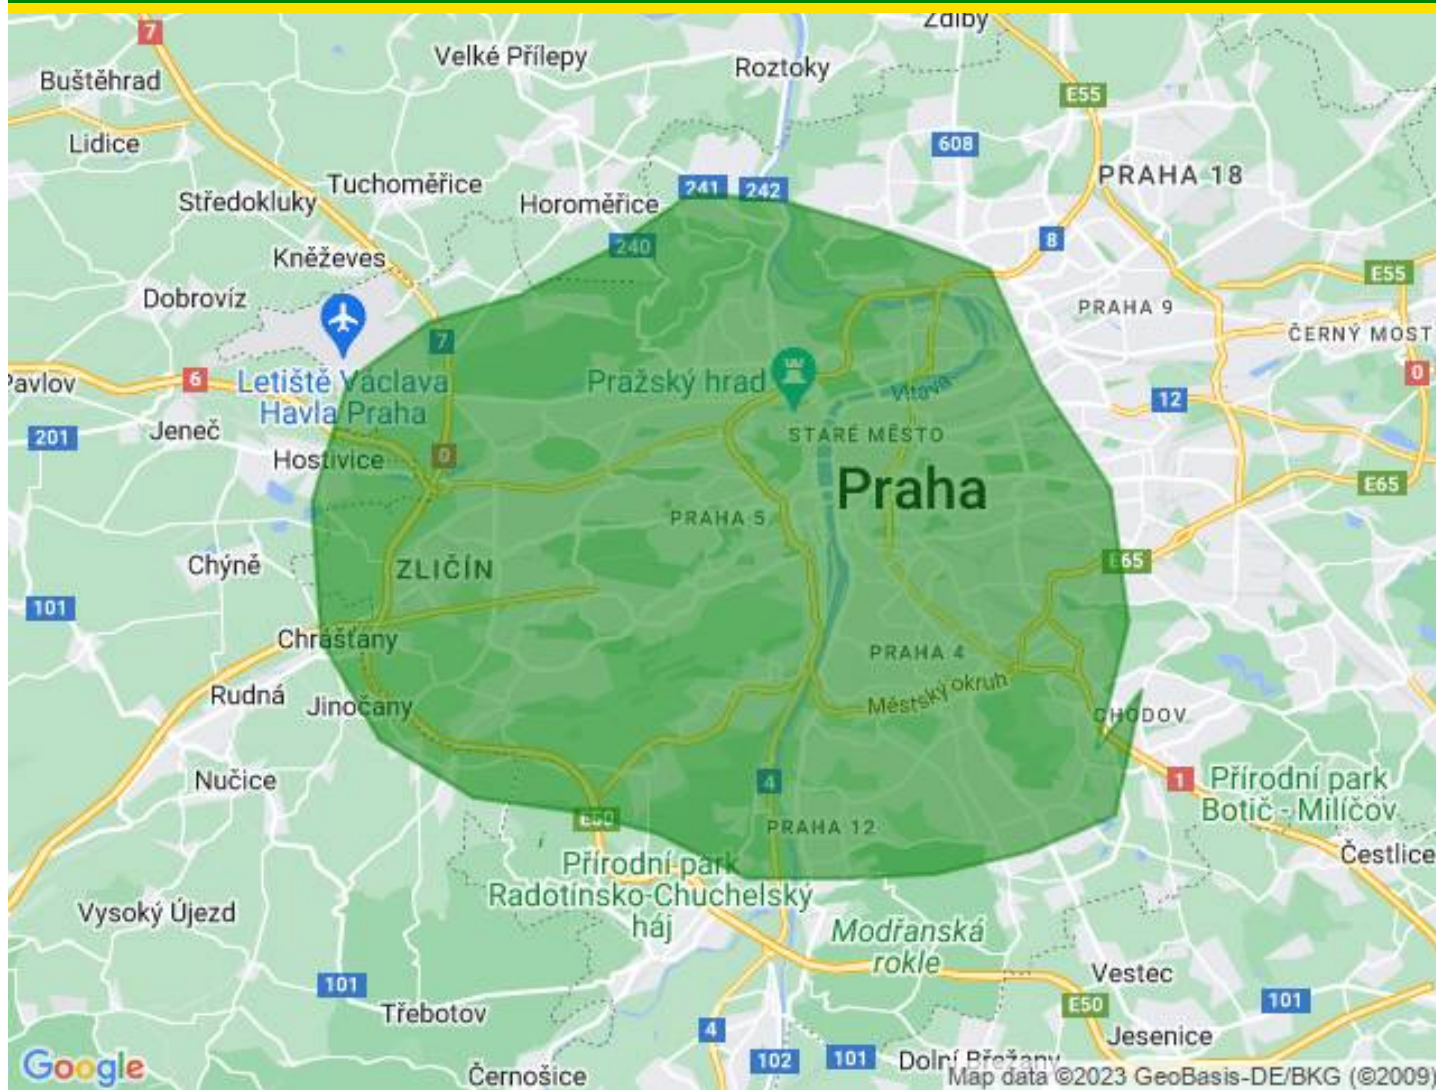 Zdiby
7
Velké Přílepy
Roztoky
Buštěhrad
E55
Lidice
608
PRAHA 18
Tuchoměřice
241
242
Středokluky
Horoměřice
240
8
Kněževes
E55
Dobrovíz
PRAHA 9
ČERNÝ MOST
7
Pavlov
6
Letiště Václava
Havla Praha
Pražský hrad
Vltava
0
12
201
Jeneč
STARÉ MĚSTO
Hostivice
0
Praha
E65
PRAHA 5
Chýně
ZLIČÍN
E65
101
Chrášťany
PRAHA 4
Rudná
Jinočany
Městský okruh
CHODOV
Nučice
4
1
Přírodní park
Botič - Milíčov
E50
PRAHA 12
Čestlice
Přírodní park
Radotínsko-Chuchelský
háj
Vysoký Újezd
Modřanská
rokle
Vestec
101
E50
101
Třebotov
4
Jesenice
Google
Černošice
102
101
Dolní Břežany
Map data ©2023 GeoBasis-DE/BKG (©2009)